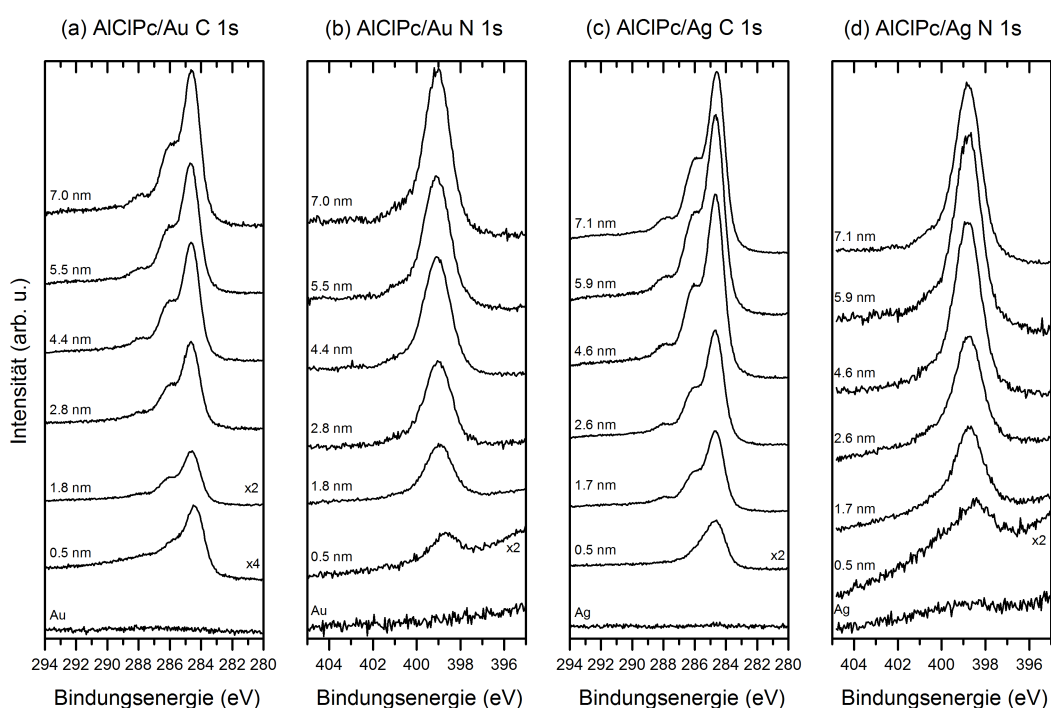 (a) AlClPc/Au C 1s
(b) AlClPc/Au N 1s
(c) AlClPc/Ag C 1s
(d) AlClPc/Ag N 1s
Intensität (arb. u.)
7.0 nm
5.5 nm
4.4 nm
2.8 nm
1.8 nm
x2
0.5 nm
x4
Au
294 292 290 288 286 284 282 280
Bindungsenergie (eV)
7.0 nm
5.5 nm
4.4 nm
2.8 nm
1.8 nm
0.5 nm
x2
Au
404 402 400 398 396
Bindungsenergie (eV)
7.1 nm
5.9 nm
4.6 nm
2.6 nm
1.7 nm
0.5 nm
x2
Ag
294 292 290 288 286 284 282 280
Bindungsenergie (eV)
7.1 nm
5.9 nm
4.6 nm
2.6 nm
1.7 nm
x2
0.5 nm
Ag
404 402 400 398 396
Bindungsenergie (eV)